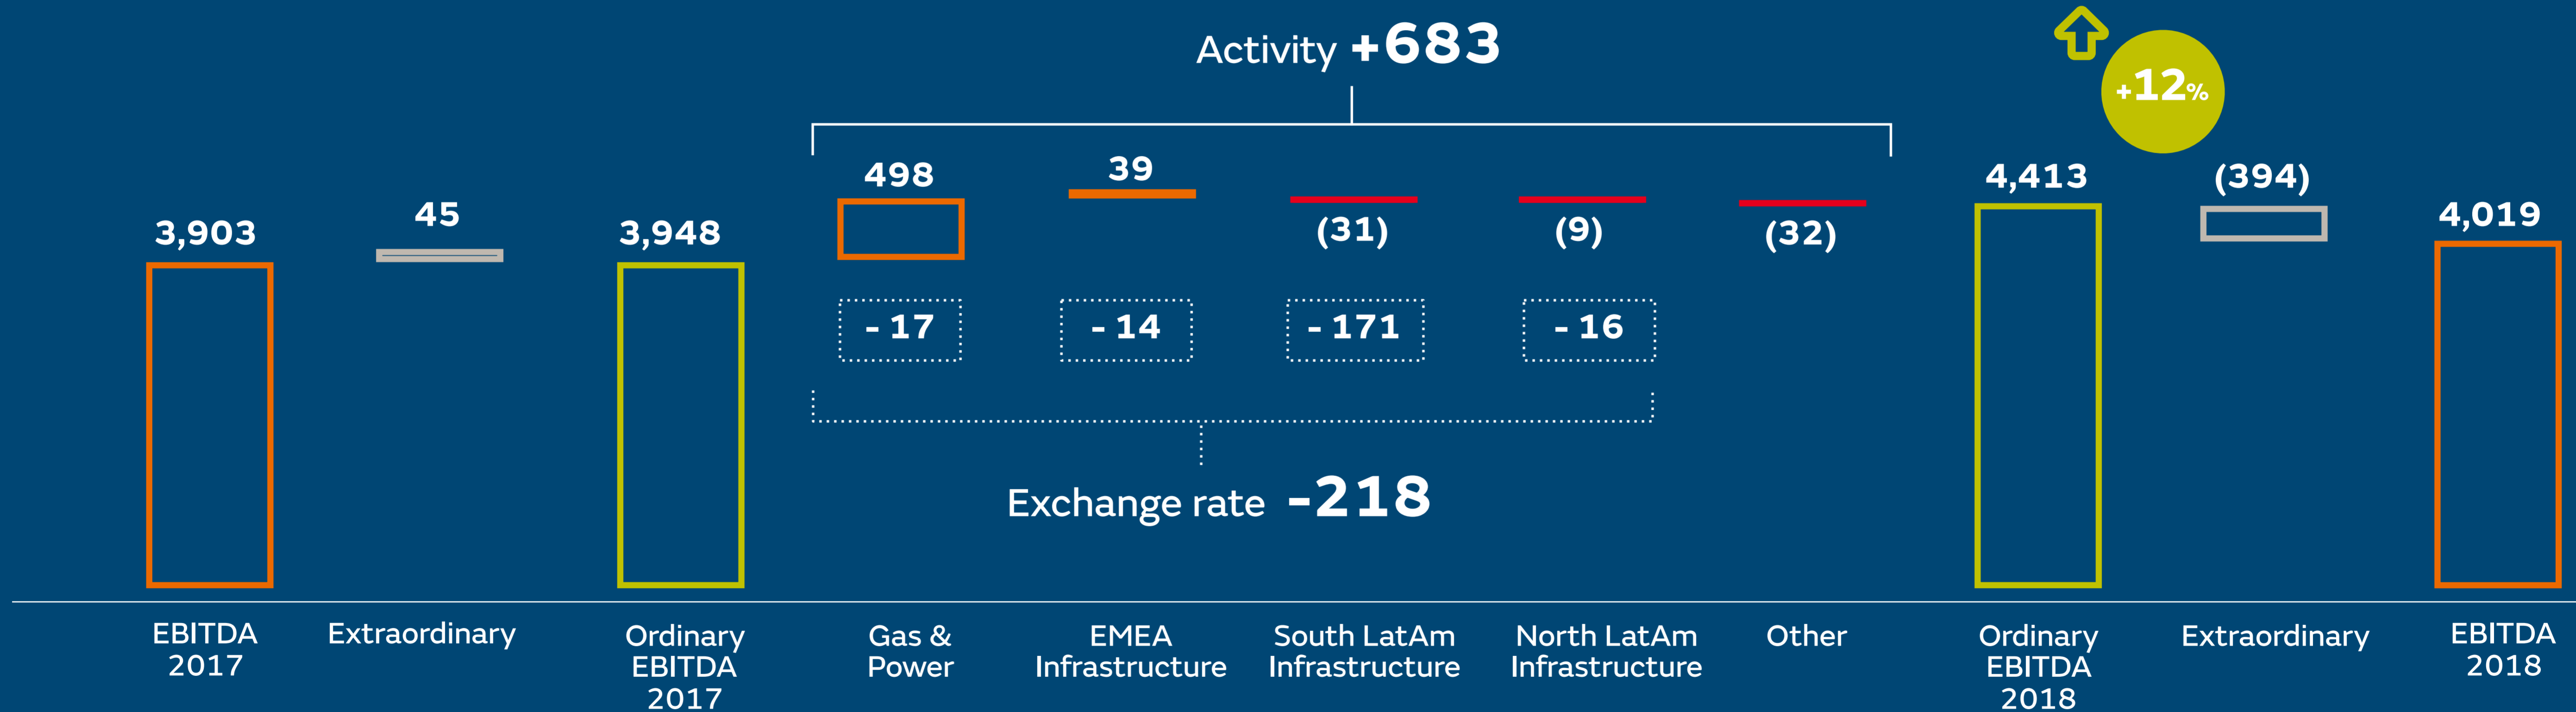 Activity +683
+12%
3,903
45
3,948
498
39
(31)
(9)
(32)
4,413
(394)
4,019
- 17
- 14
- 171
- 16
Exchange rate -218
EBITDA
2017
Extraordinary
Ordinary
EBITDA
2017
Gas &
Power
EMEA
Infrastructure
South LatAm
Infrastructure
North LatAm
Infrastructure
Other
Ordinary
EBITDA
2018
Extraordinary
EBITDA
2018